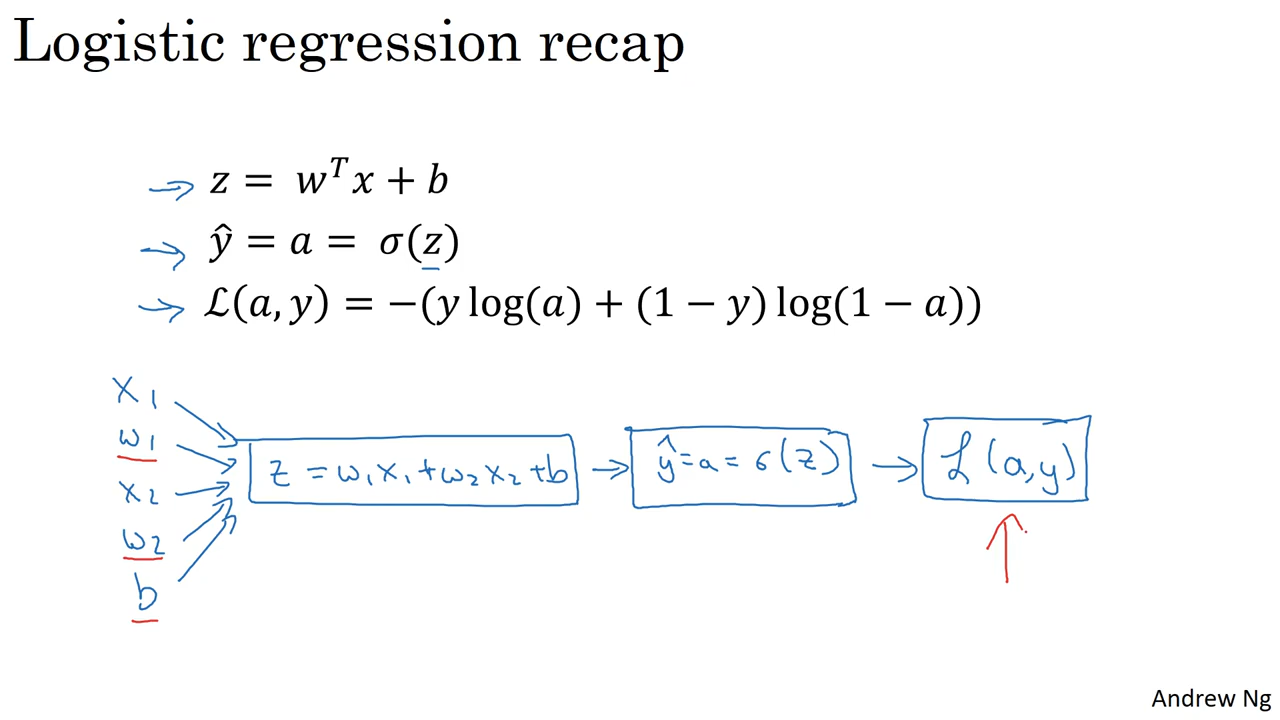 Logistic regression recap
→ z = wᵀx + b
→ ŷ = a = σ(z)
→ ℒ(a, y) = −(y log(a) + (1 − y) log(1 − a))
x₁
w₁
x₂
w₂
b
z = w₁x₁ + w₂x₂ + b → ŷ = a = σ(z) → ℒ(a, y)
Andrew Ng